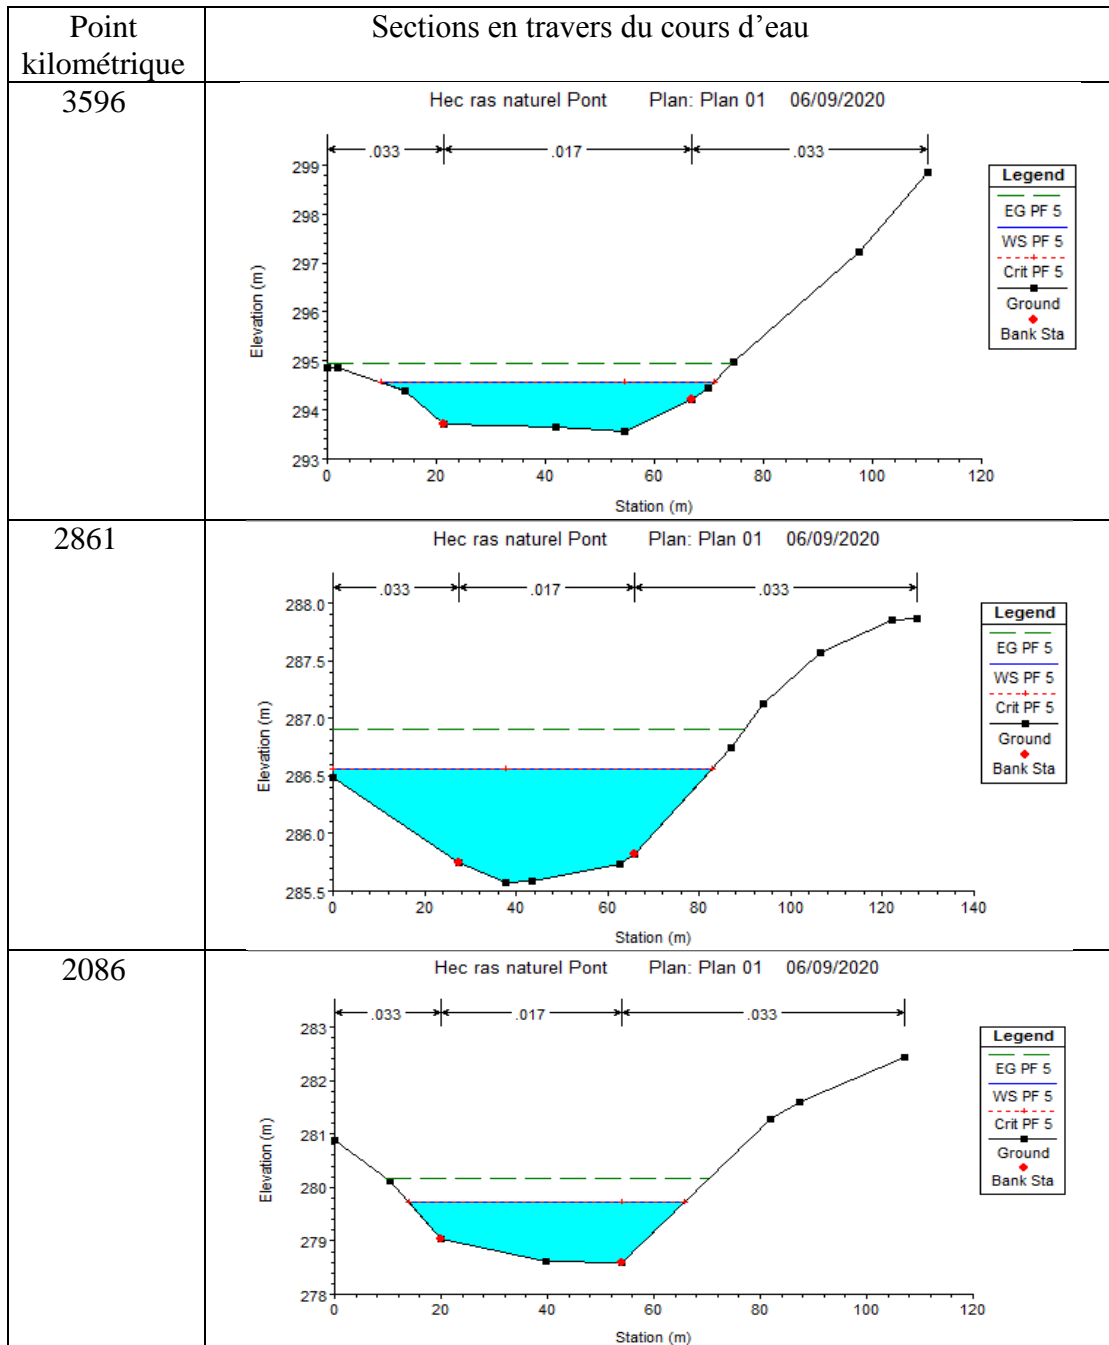 Point kilométrique
Sections en travers du cours d’eau
3596
Hec ras naturel Pont Plan: Plan 01 06/09/2020
.033 .017 .033
299
298
297
296
295
294
293
Elevation (m)
0 20 40 60 80 100 120
Station (m)
Legend
EG PF 5
WS PF 5
Crit PF 5
Ground
Bank Sta
2861
Hec ras naturel Pont Plan: Plan 01 06/09/2020
.033 .017 .033
288.0
287.5
287.0
286.5
286.0
285.5
Elevation (m)
0 20 40 60 80 100 120 140
Station (m)
Legend
EG PF 5
WS PF 5
Crit PF 5
Ground
Bank Sta
2086
Hec ras naturel Pont Plan: Plan 01 06/09/2020
.033 .017 .033
283
282
281
280
279
278
Elevation (m)
0 20 40 60 80 100 120
Station (m)
Legend
EG PF 5
WS PF 5
Crit PF 5
Ground
Bank Sta